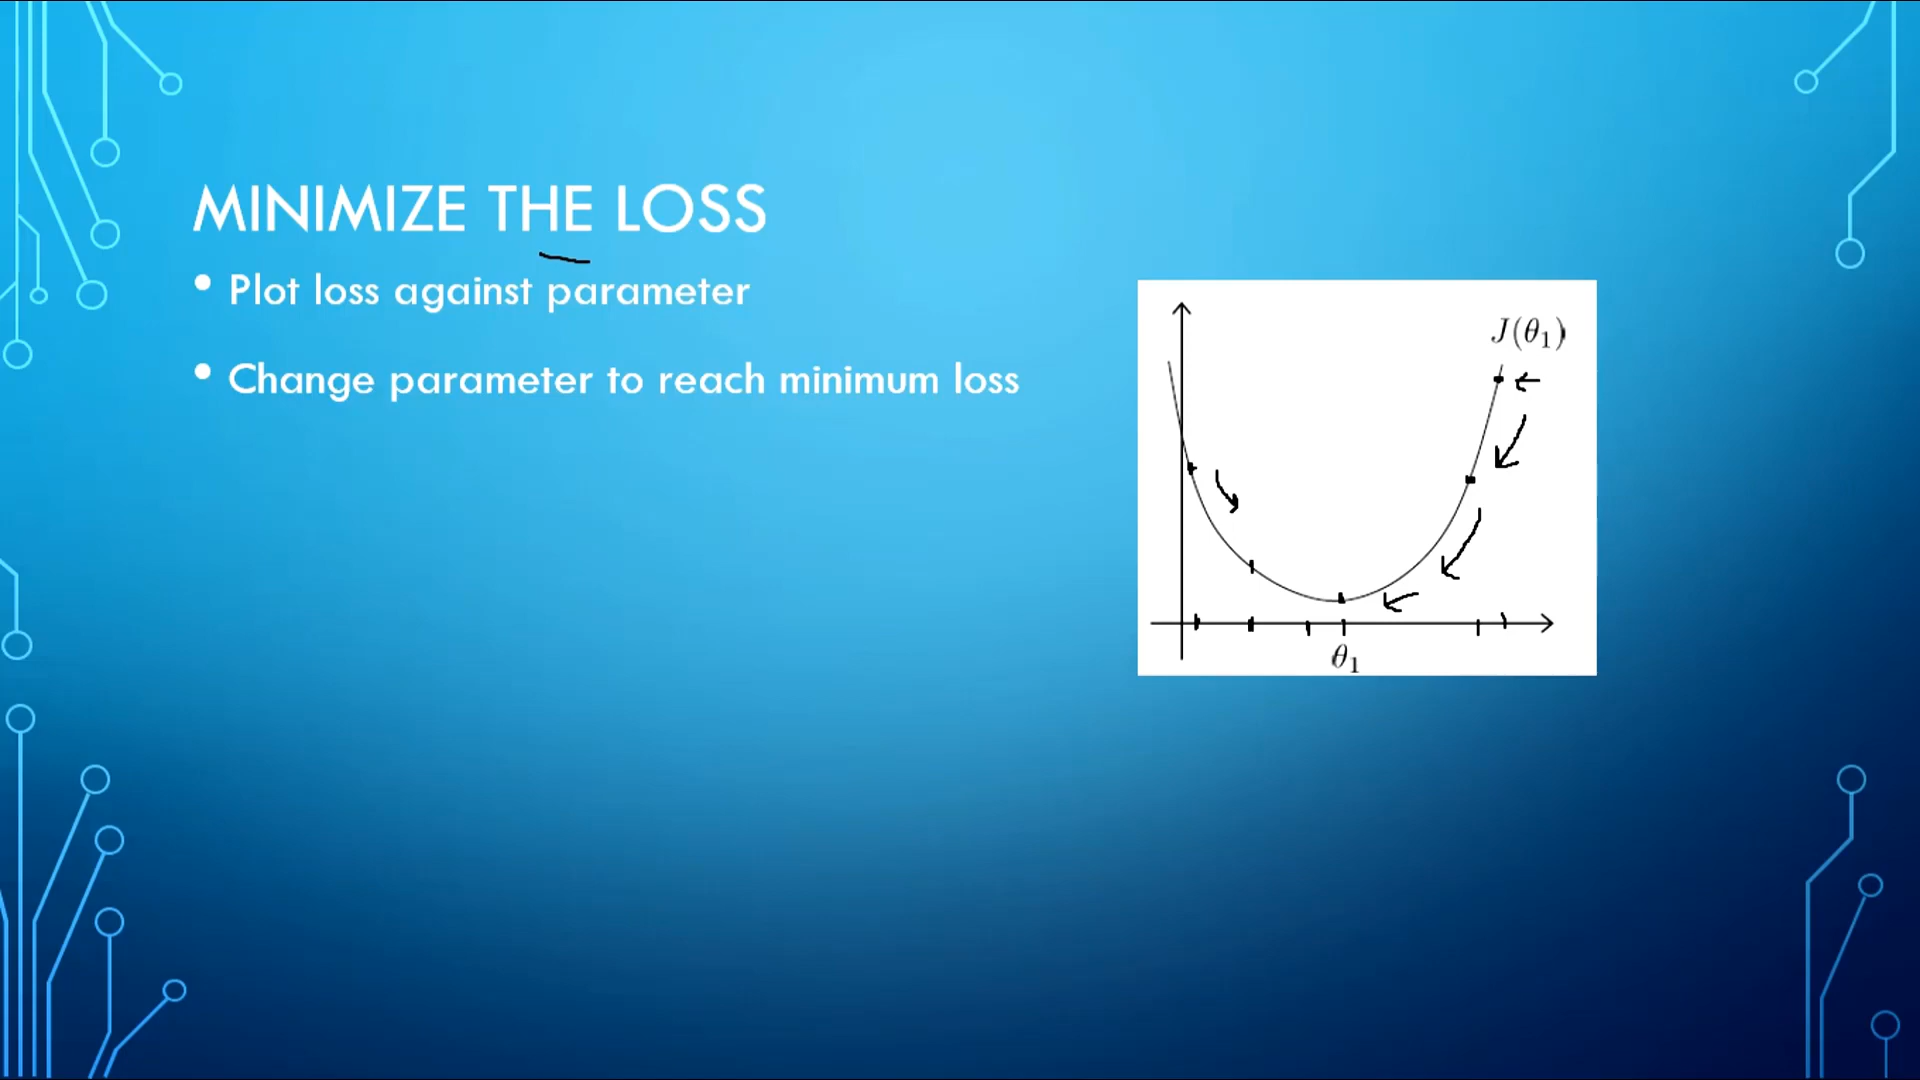 MINIMIZE THE LOSS
• Plot loss against parameter
• Change parameter to reach minimum loss
J(θ₁)
θ₁